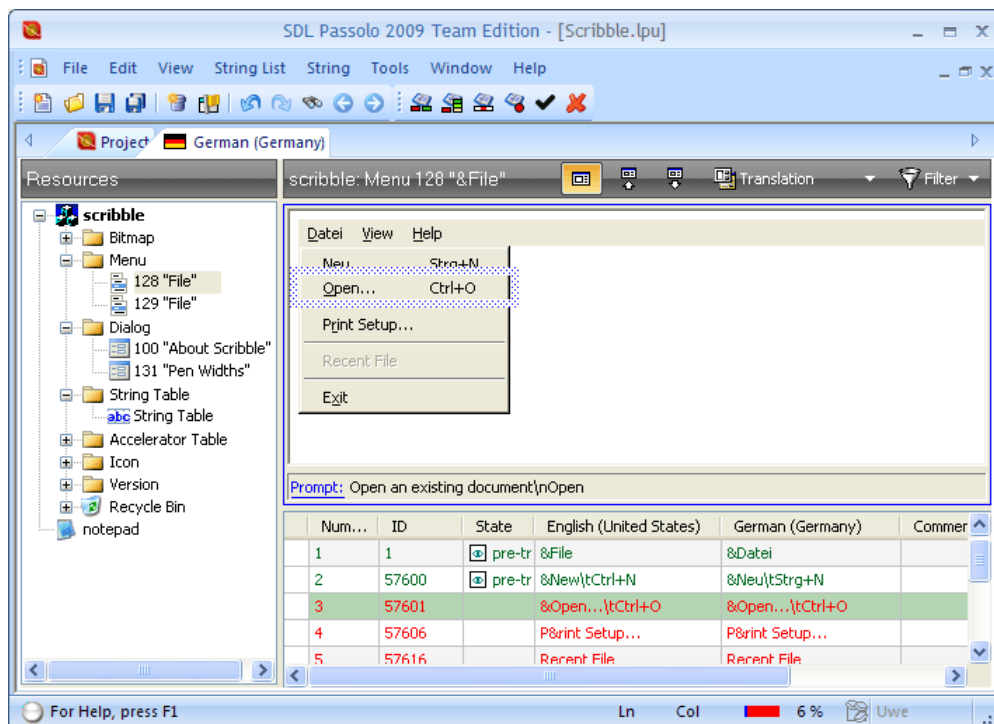 SDL Passolo 2009 Team Edition - [Scribble.lpu]
File Edit View String List String Tools Window Help
Project German (Germany)
Resources
scribble: Menu 128 "&File" Translation Filter
scribble
Bitmap
Menu
128 "File"
129 "File"
Dialog
100 "About Scribble"
131 "Pen Widths"
String Table
abc String Table
Accelerator Table
Icon
Version
Recycle Bin
notepad
Datei View Help
Neu Strg+N
Open... Ctrl+O
Print Setup...
Recent File
Exit
Prompt: Open an existing document\nOpen
Num... ID State English (United States) German (Germany) Commer
1 1 pre-tr &File &Datei
2 57600 pre-tr &New\tCtrl+N &Neu\tStrg+N
3 57601 &Open...\tCtrl+O &Open...\tCtrl+O
4 57606 P&rint Setup... P&rint Setup...
5 57616 Recent File Recent File
For Help, press F1 Ln Col 6 % Uwe